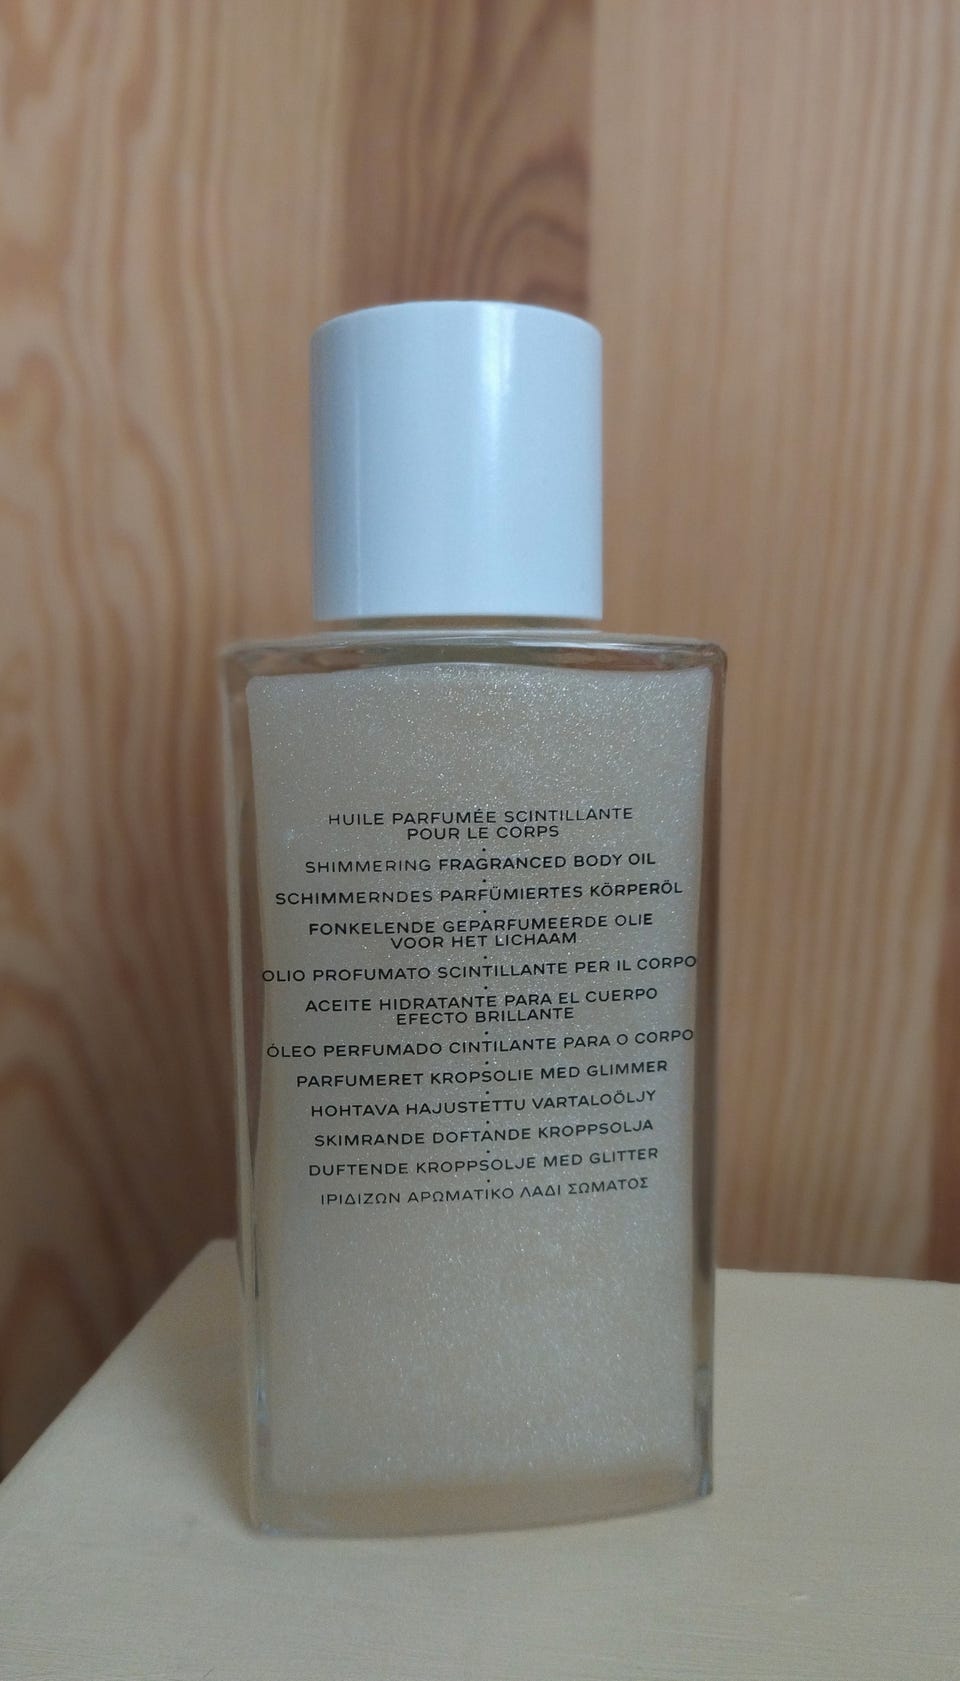 HUILE PARFUMÉE SCINTILLANTE
POUR LE CORPS
SHIMMERING FRAGRANCED BODY OIL
SCHIMMERNDES PARFÜMIERTES KÖRPERÖL
FONKELENDE GEPARFUMEERDE OLIE
VOOR HET LICHAAM
OLIO PROFUMATO SCINTILLANTE PER IL CORPO
ACEITE HIDRATANTE PARA EL CUERPO
EFECTO BRILLANTE
ÓLEO PERFUMADO CINTILANTE PARA O CORPO
PARFUMERET KROPSOLIE MED GLIMMER
HOHTAVA HAJUSTETTU VARTALOÖLJY
SKIMRANDE DOFTANDE KROPPSOLJA
DUFTENDE KROPPSOLJE MED GLITTER
ΙΡΙΔΙΖΩΝ ΑΡΩΜΑΤΙΚΟ ΛΑΔΙ ΣΩΜΑΤΟΣ